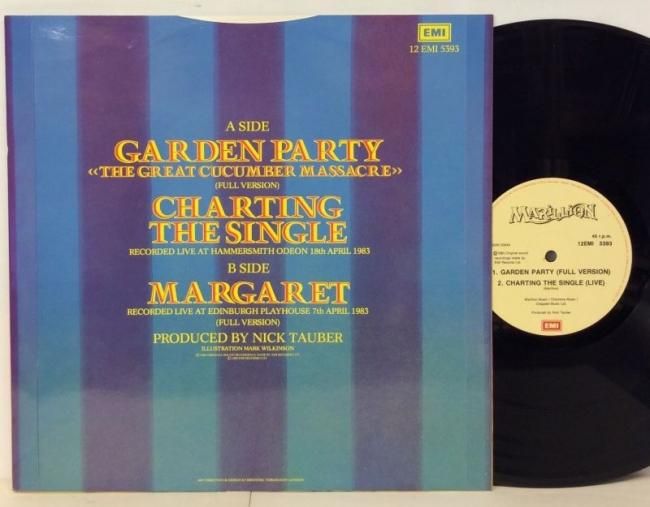 EMI
12 EMI 5393
A SIDE
GARDEN PARTY
«THE GREAT CUCUMBER MASSACRE»
(FULL VERSION)
CHARTING
THE SINGLE
RECORDED LIVE AT HAMMERSMITH ODEON 18th APRIL 1983
B SIDE
MARGARET
RECORDED LIVE AT EDINBURGH PLAYHOUSE 7th APRIL 1983
(FULL VERSION)
PRODUCED BY NICK TAUBER
ILLUSTRATION MARK WILKINSON
MARILLION
45 r.p.m.
12EMI 5393
1. GARDEN PARTY (FULL VERSION)
2. CHARTING THE SINGLE (LIVE)
(Marillion)
Produced by Nick Tauber
EMI